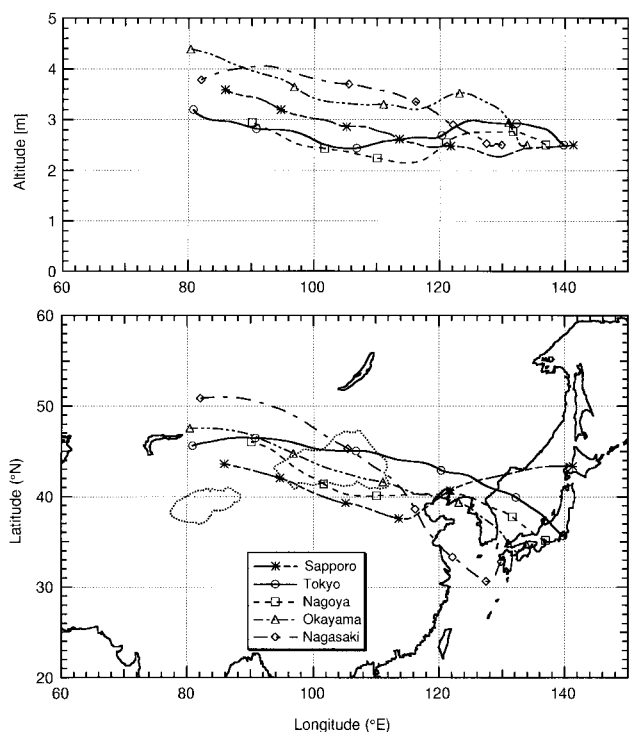 5
4
3
2
1
0
Altitude [m]
60 80 100 120 140
60
50
40
30
20
Latitude (°N)
Sapporo
Tokyo
Nagoya
Okayama
Nagasaki
60 80 100 120 140
Longitude (°E)